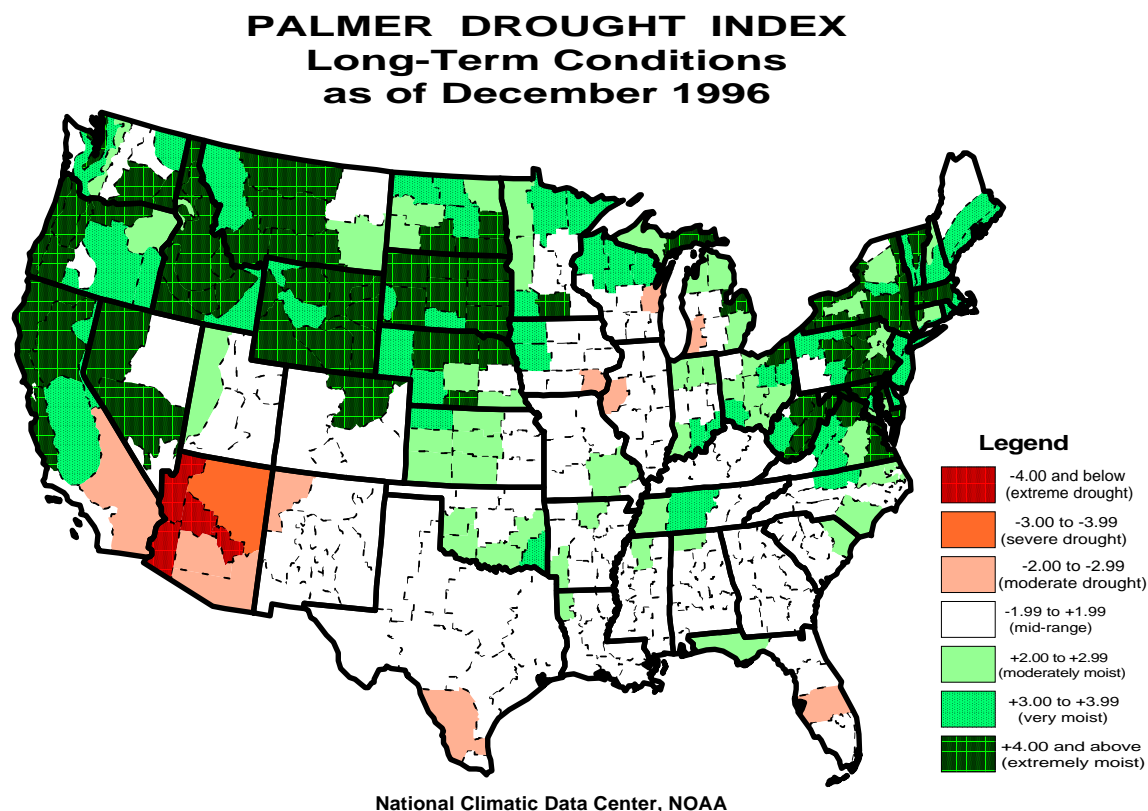 PALMER DROUGHT INDEX
Long-Term Conditions
as of December 1996
Legend
-4.00 and below
(extreme drought)
-3.00 to -3.99
(severe drought)
-2.00 to -2.99
(moderate drought)
-1.99 to +1.99
(mid-range)
+2.00 to +2.99
(moderately moist)
+3.00 to +3.99
(very moist)
+4.00 and above
(extremely moist)
National Climatic Data Center, NOAA